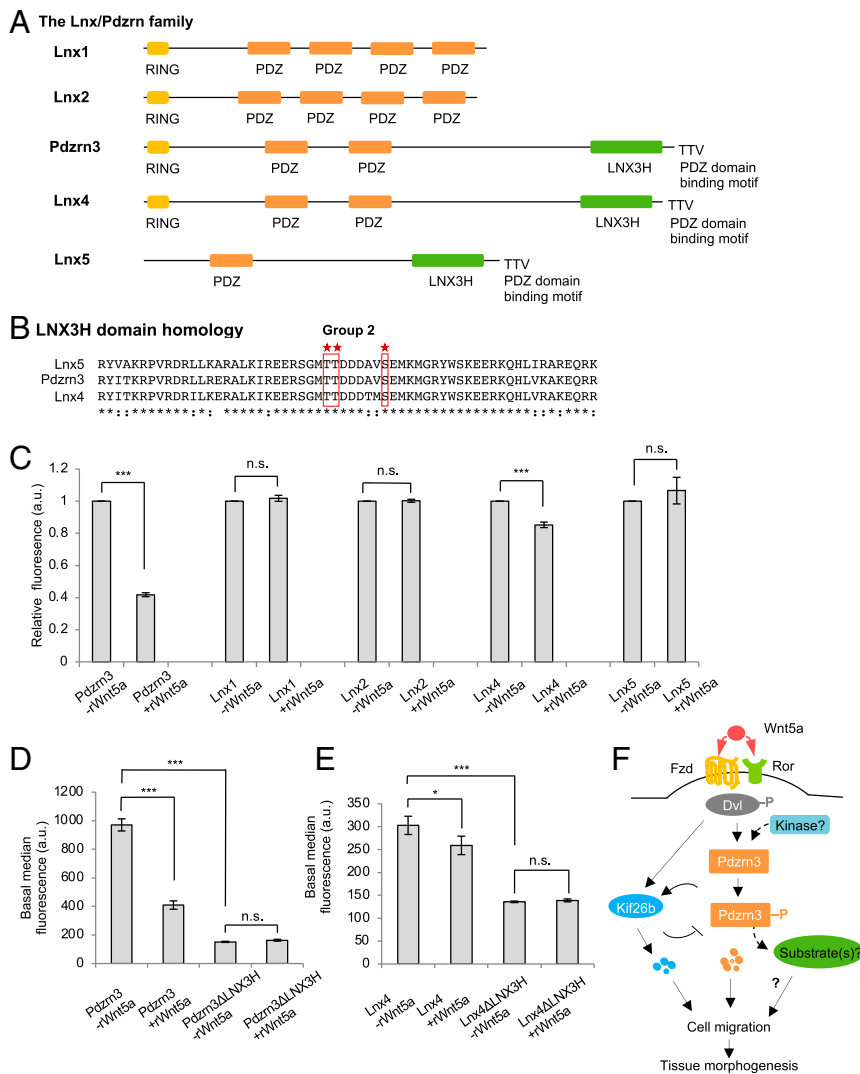 A The Lnx/Pdzrn family
Lnx1
RING PDZ PDZ PDZ PDZ
Lnx2
RING PDZ PDZ PDZ PDZ
Pdzrn3
RING PDZ PDZ LNX3H
TTV
PDZ domain
binding motif
Lnx4
RING PDZ PDZ LNX3H
TTV
PDZ domain
binding motif
Lnx5
PDZ LNX3H
TTV
PDZ domain
binding motif
B LNX3H domain homology Group 2
★★ ★
Lnx5 RYVAKRPVRDRLLKARALKIREERSGMTTDDDAVSEMKMGRYWSKEERKQHLIRAREQRK
Pdzrn3 RYITKRPVRDRLLRERALKIREERSGMTTDDDAVSEMKMGRYWSKEERKQHLVKAKEQRR
Lnx4 RYITKRPVRDRILKERALKIREERSGMTTDDDTMSEMKMGRYWSKEERKQHLVRAREQRR
C
Relative fluoresence (a.u.)
1.2
1
0.8
0.6
0.4
0.2
0
*** n.s. n.s. *** n.s.
Pdzrn3
-rWnt5a
Pdzrn3
+rWnt5a
Lnx1
-rWnt5a
Lnx1
+rWnt5a
Lnx2
-rWnt5a
Lnx2
+rWnt5a
Lnx4
-rWnt5a
Lnx4
+rWnt5a
Lnx5
-rWnt5a
Lnx5
+rWnt5a
D
Basal median
fluorescence (a.u.)
1200
1000
800
600
400
200
0
***
***
n.s.
Pdzrn3
-rWnt5a
Pdzrn3
+rWnt5a
Pdzrn3ΔLNX3H
-rWnt5a
Pdzrn3ΔLNX3H
+rWnt5a
E
Basal median
fluorescence (a.u.)
350
300
250
200
150
100
50
0
***
*
n.s.
Lnx4
-rWnt5a
Lnx4
+rWnt5a
Lnx4ΔLNX3H
-rWnt5a
Lnx4ΔLNX3H
+rWnt5a
F
Wnt5a
Fzd Ror
Dvl P
Kinase?
Pdzrn3
Kif26b
Pdzrn3 P
Substrate(s)?
?
Cell migration
Tissue morphogenesis